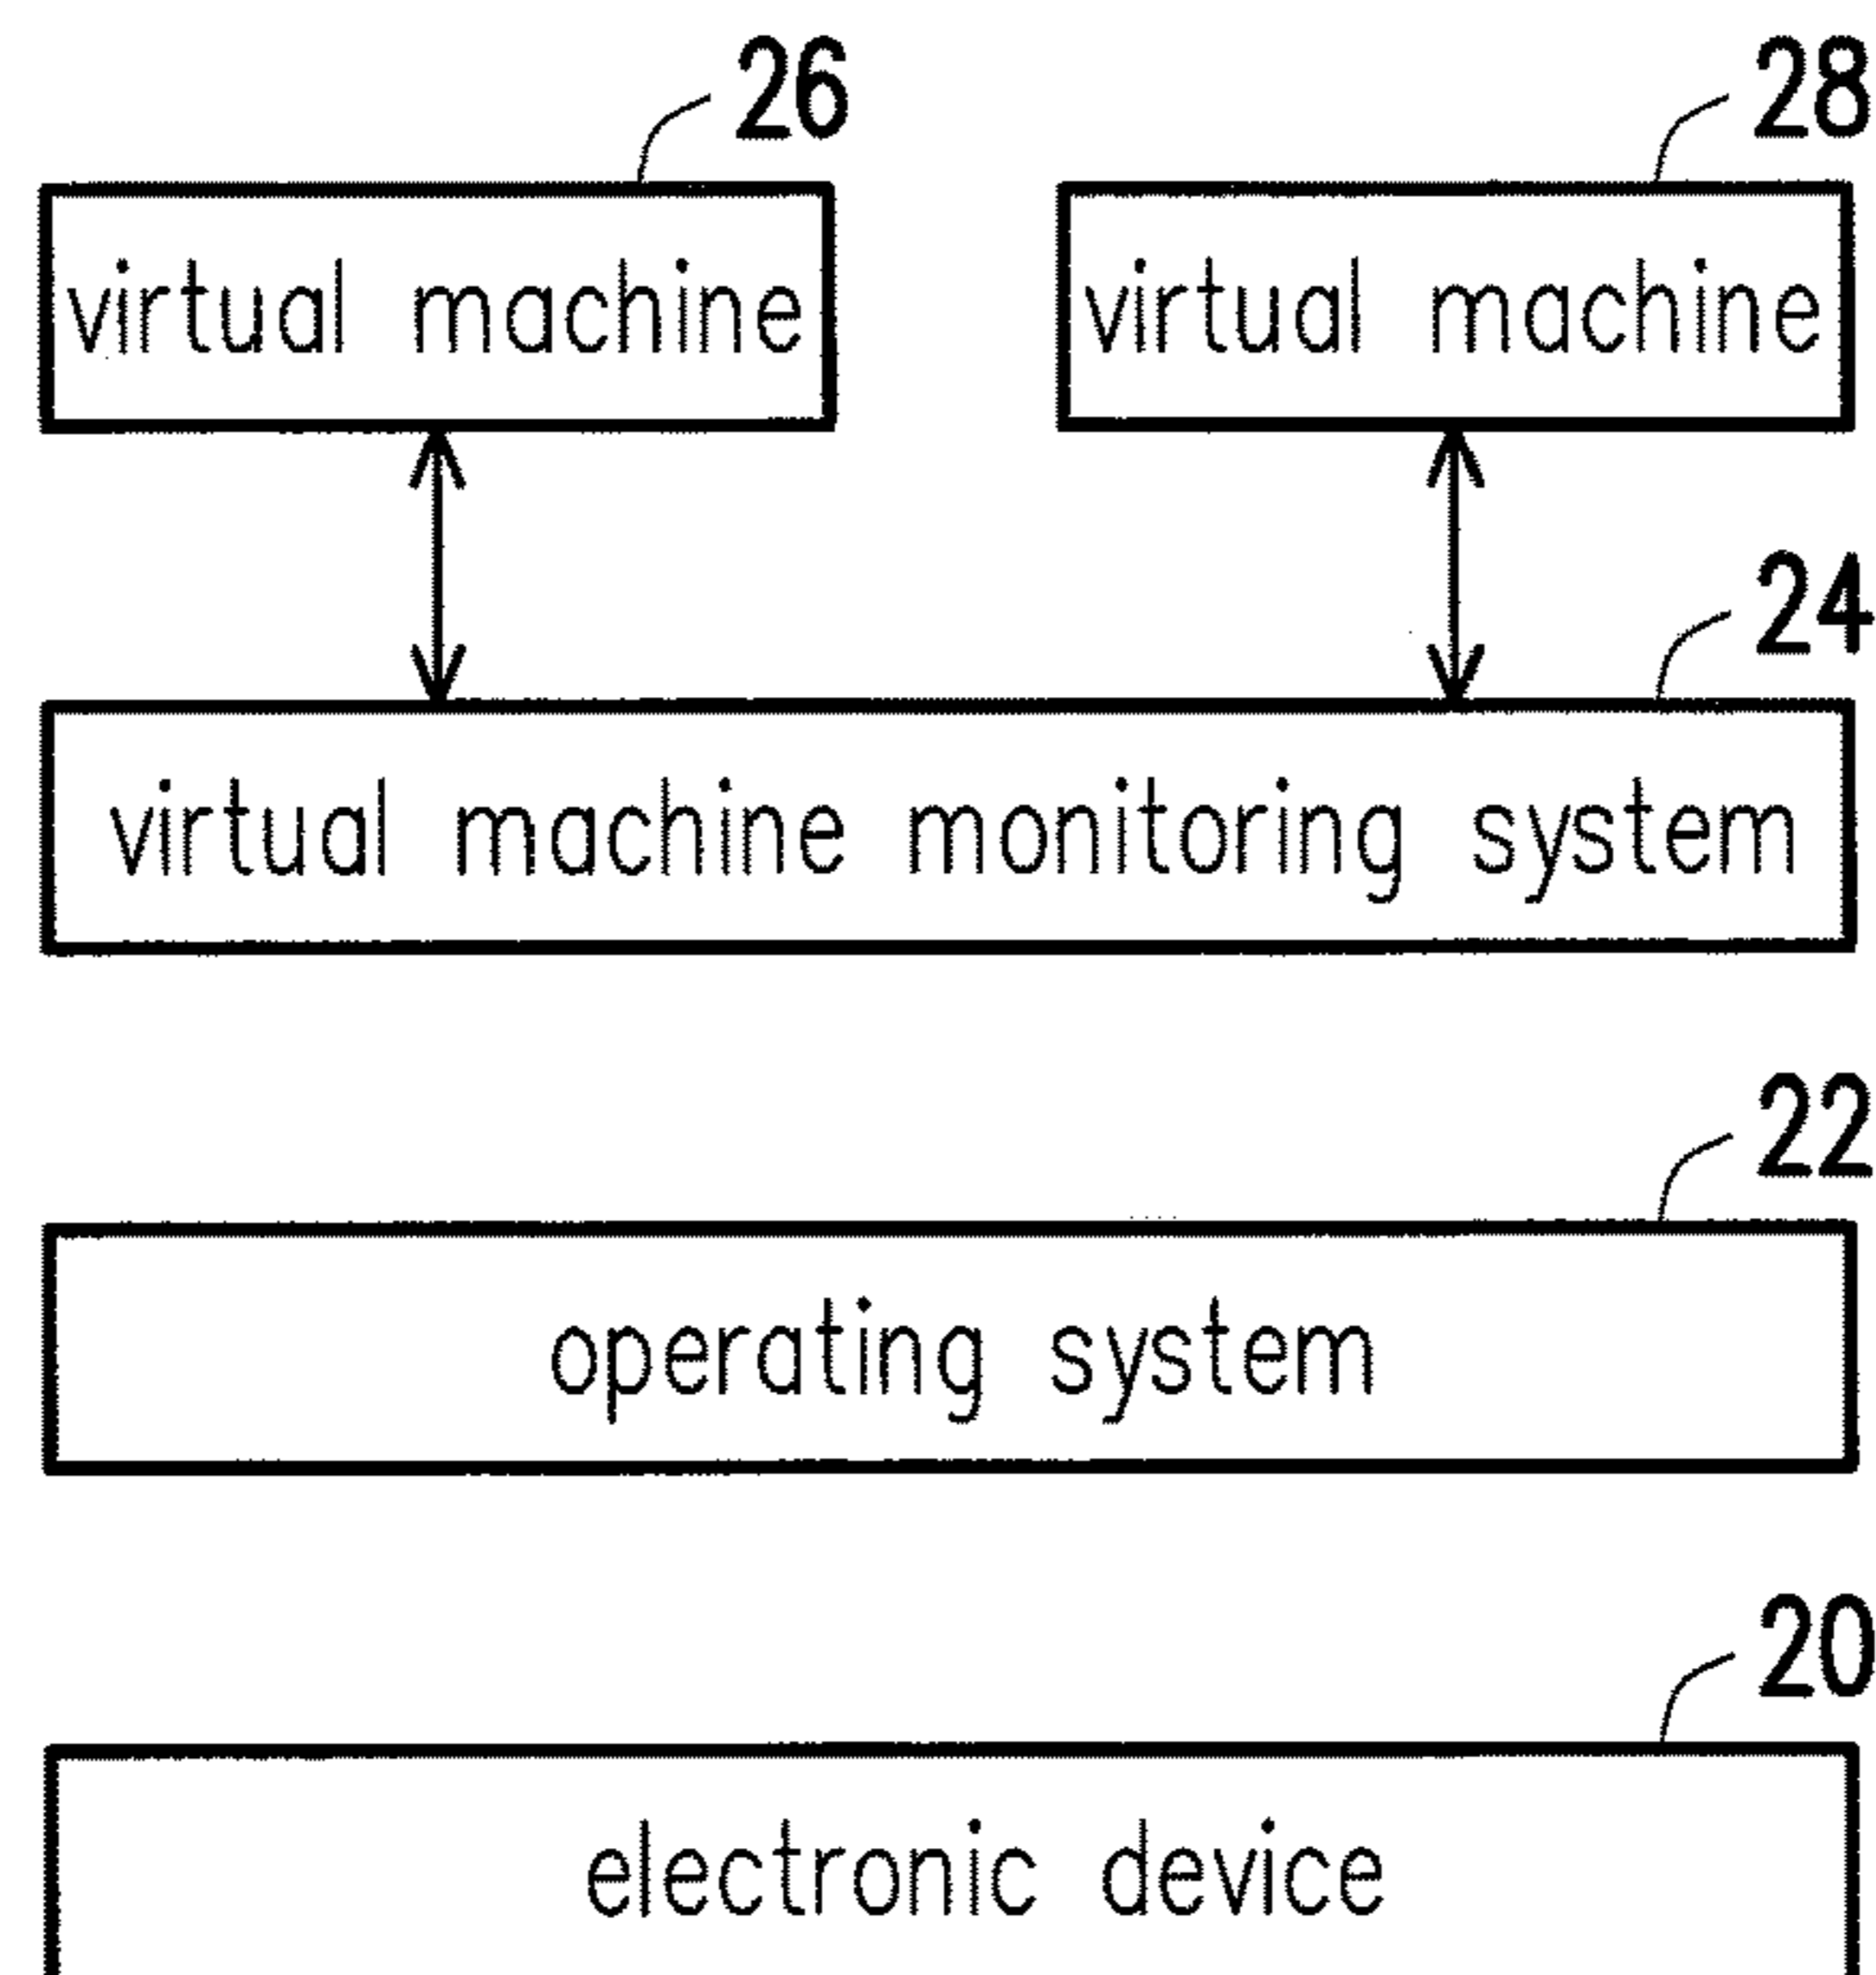 26 28
virtual machine virtual machine
24
virtual machine monitoring system
22
operating system
20
electronic device